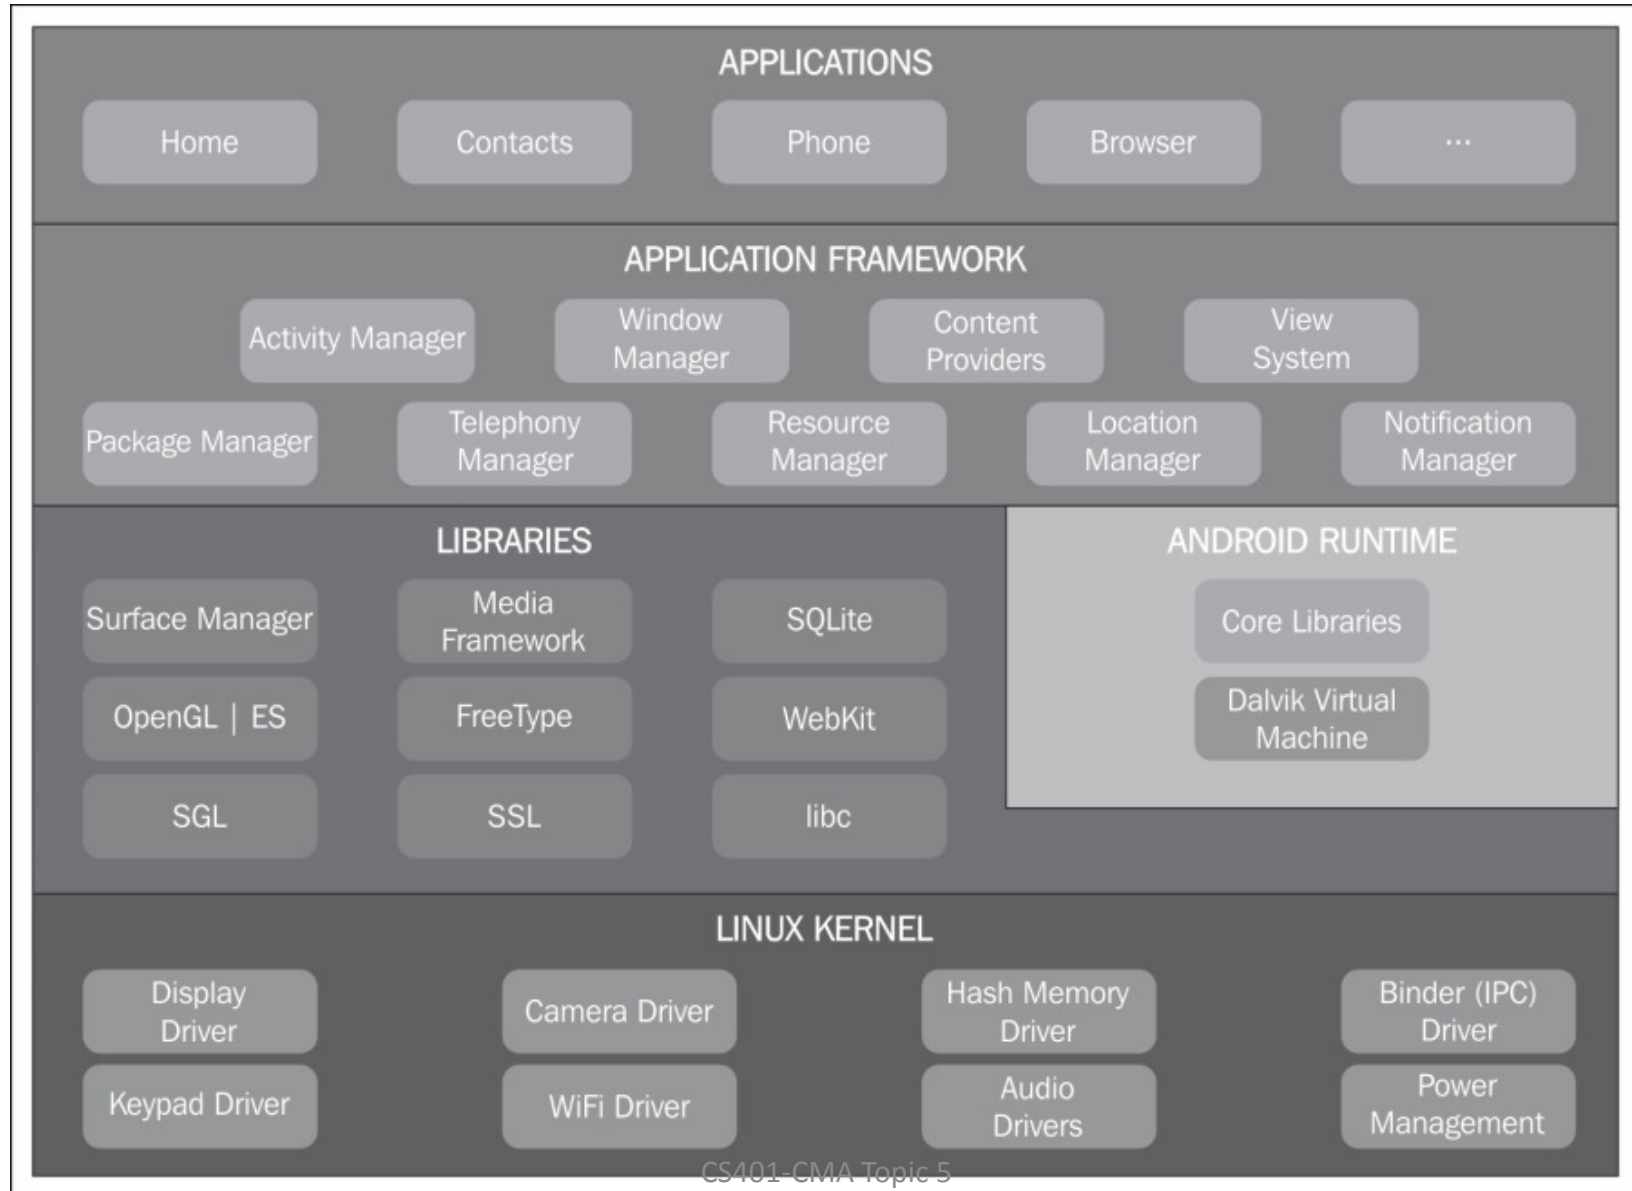 APPLICATIONS
Home
Contacts
Phone
Browser
...
APPLICATION FRAMEWORK
Activity Manager
Window
Manager
Content
Providers
View
System
Package Manager
Telephony
Manager
Resource
Manager
Location
Manager
Notification
Manager
LIBRARIES
Surface Manager
Media
Framework
SQLite
OpenGL | ES
FreeType
WebKit
SGL
SSL
libc
ANDROID RUNTIME
Core Libraries
Dalvik Virtual
Machine
LINUX KERNEL
Display
Driver
Camera Driver
Hash Memory
Driver
Binder (IPC)
Driver
Keypad Driver
WiFi Driver
Audio
Drivers
Power
Management
CS401-CMA Topic 5